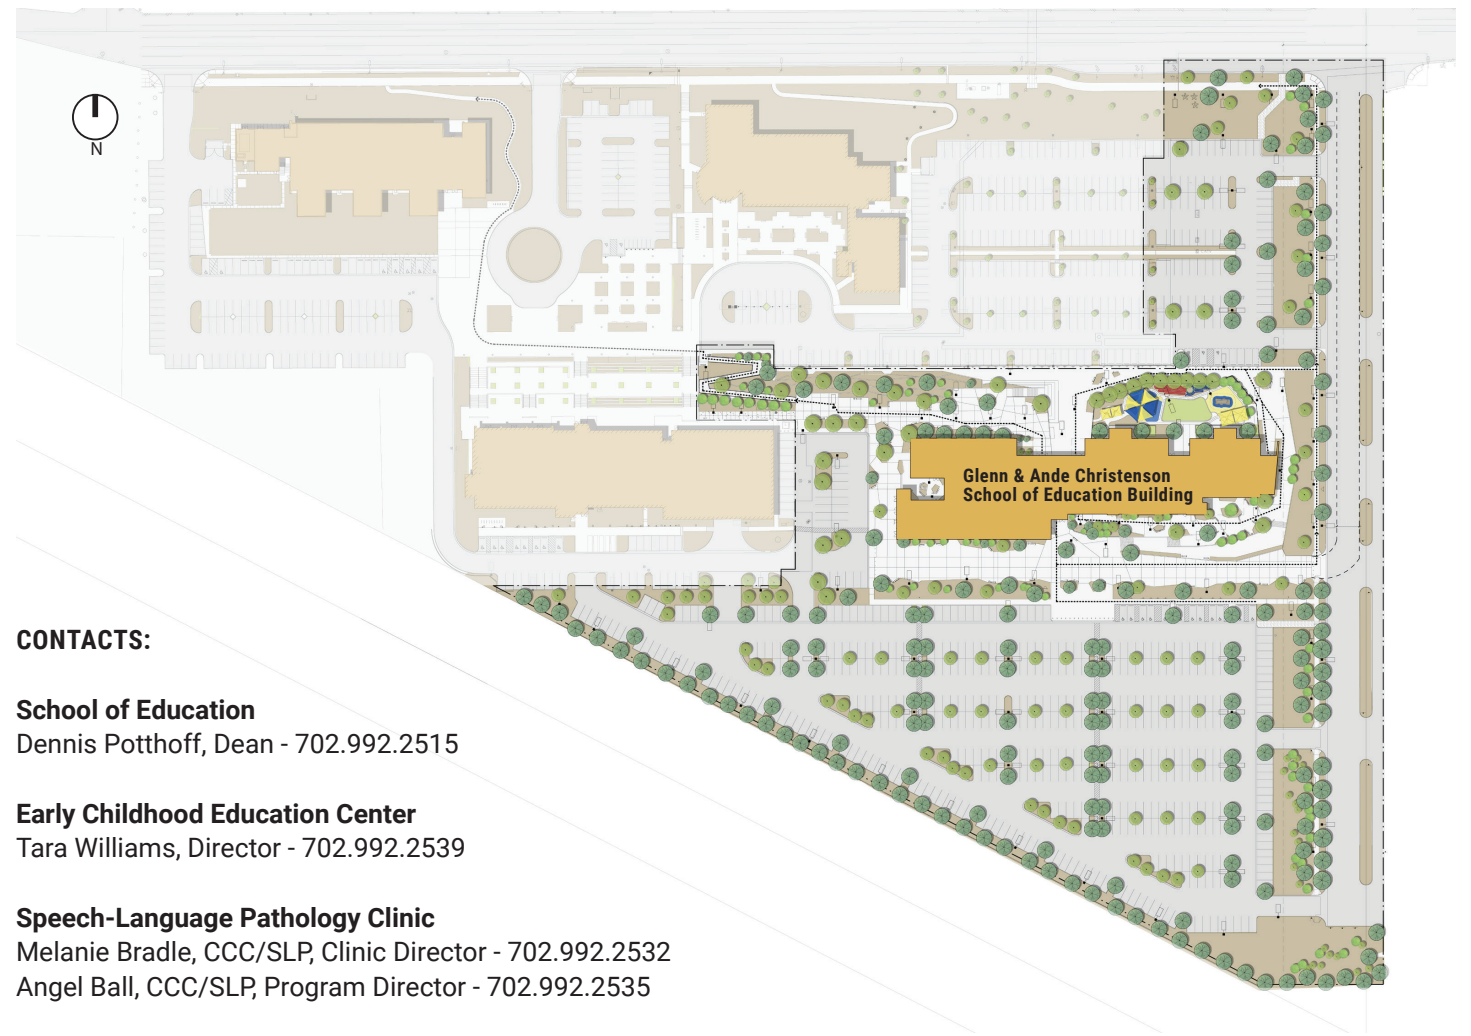 N
Glenn & Ande Christenson
School of Education Building
CONTACTS:
School of Education
Dennis Potthoff, Dean - 702.992.2515
Early Childhood Education Center
Tara Williams, Director - 702.992.2539
Speech-Language Pathology Clinic
Melanie Bradle, CCC/SLP, Clinic Director - 702.992.2532
Angel Ball, CCC/SLP, Program Director - 702.992.2535